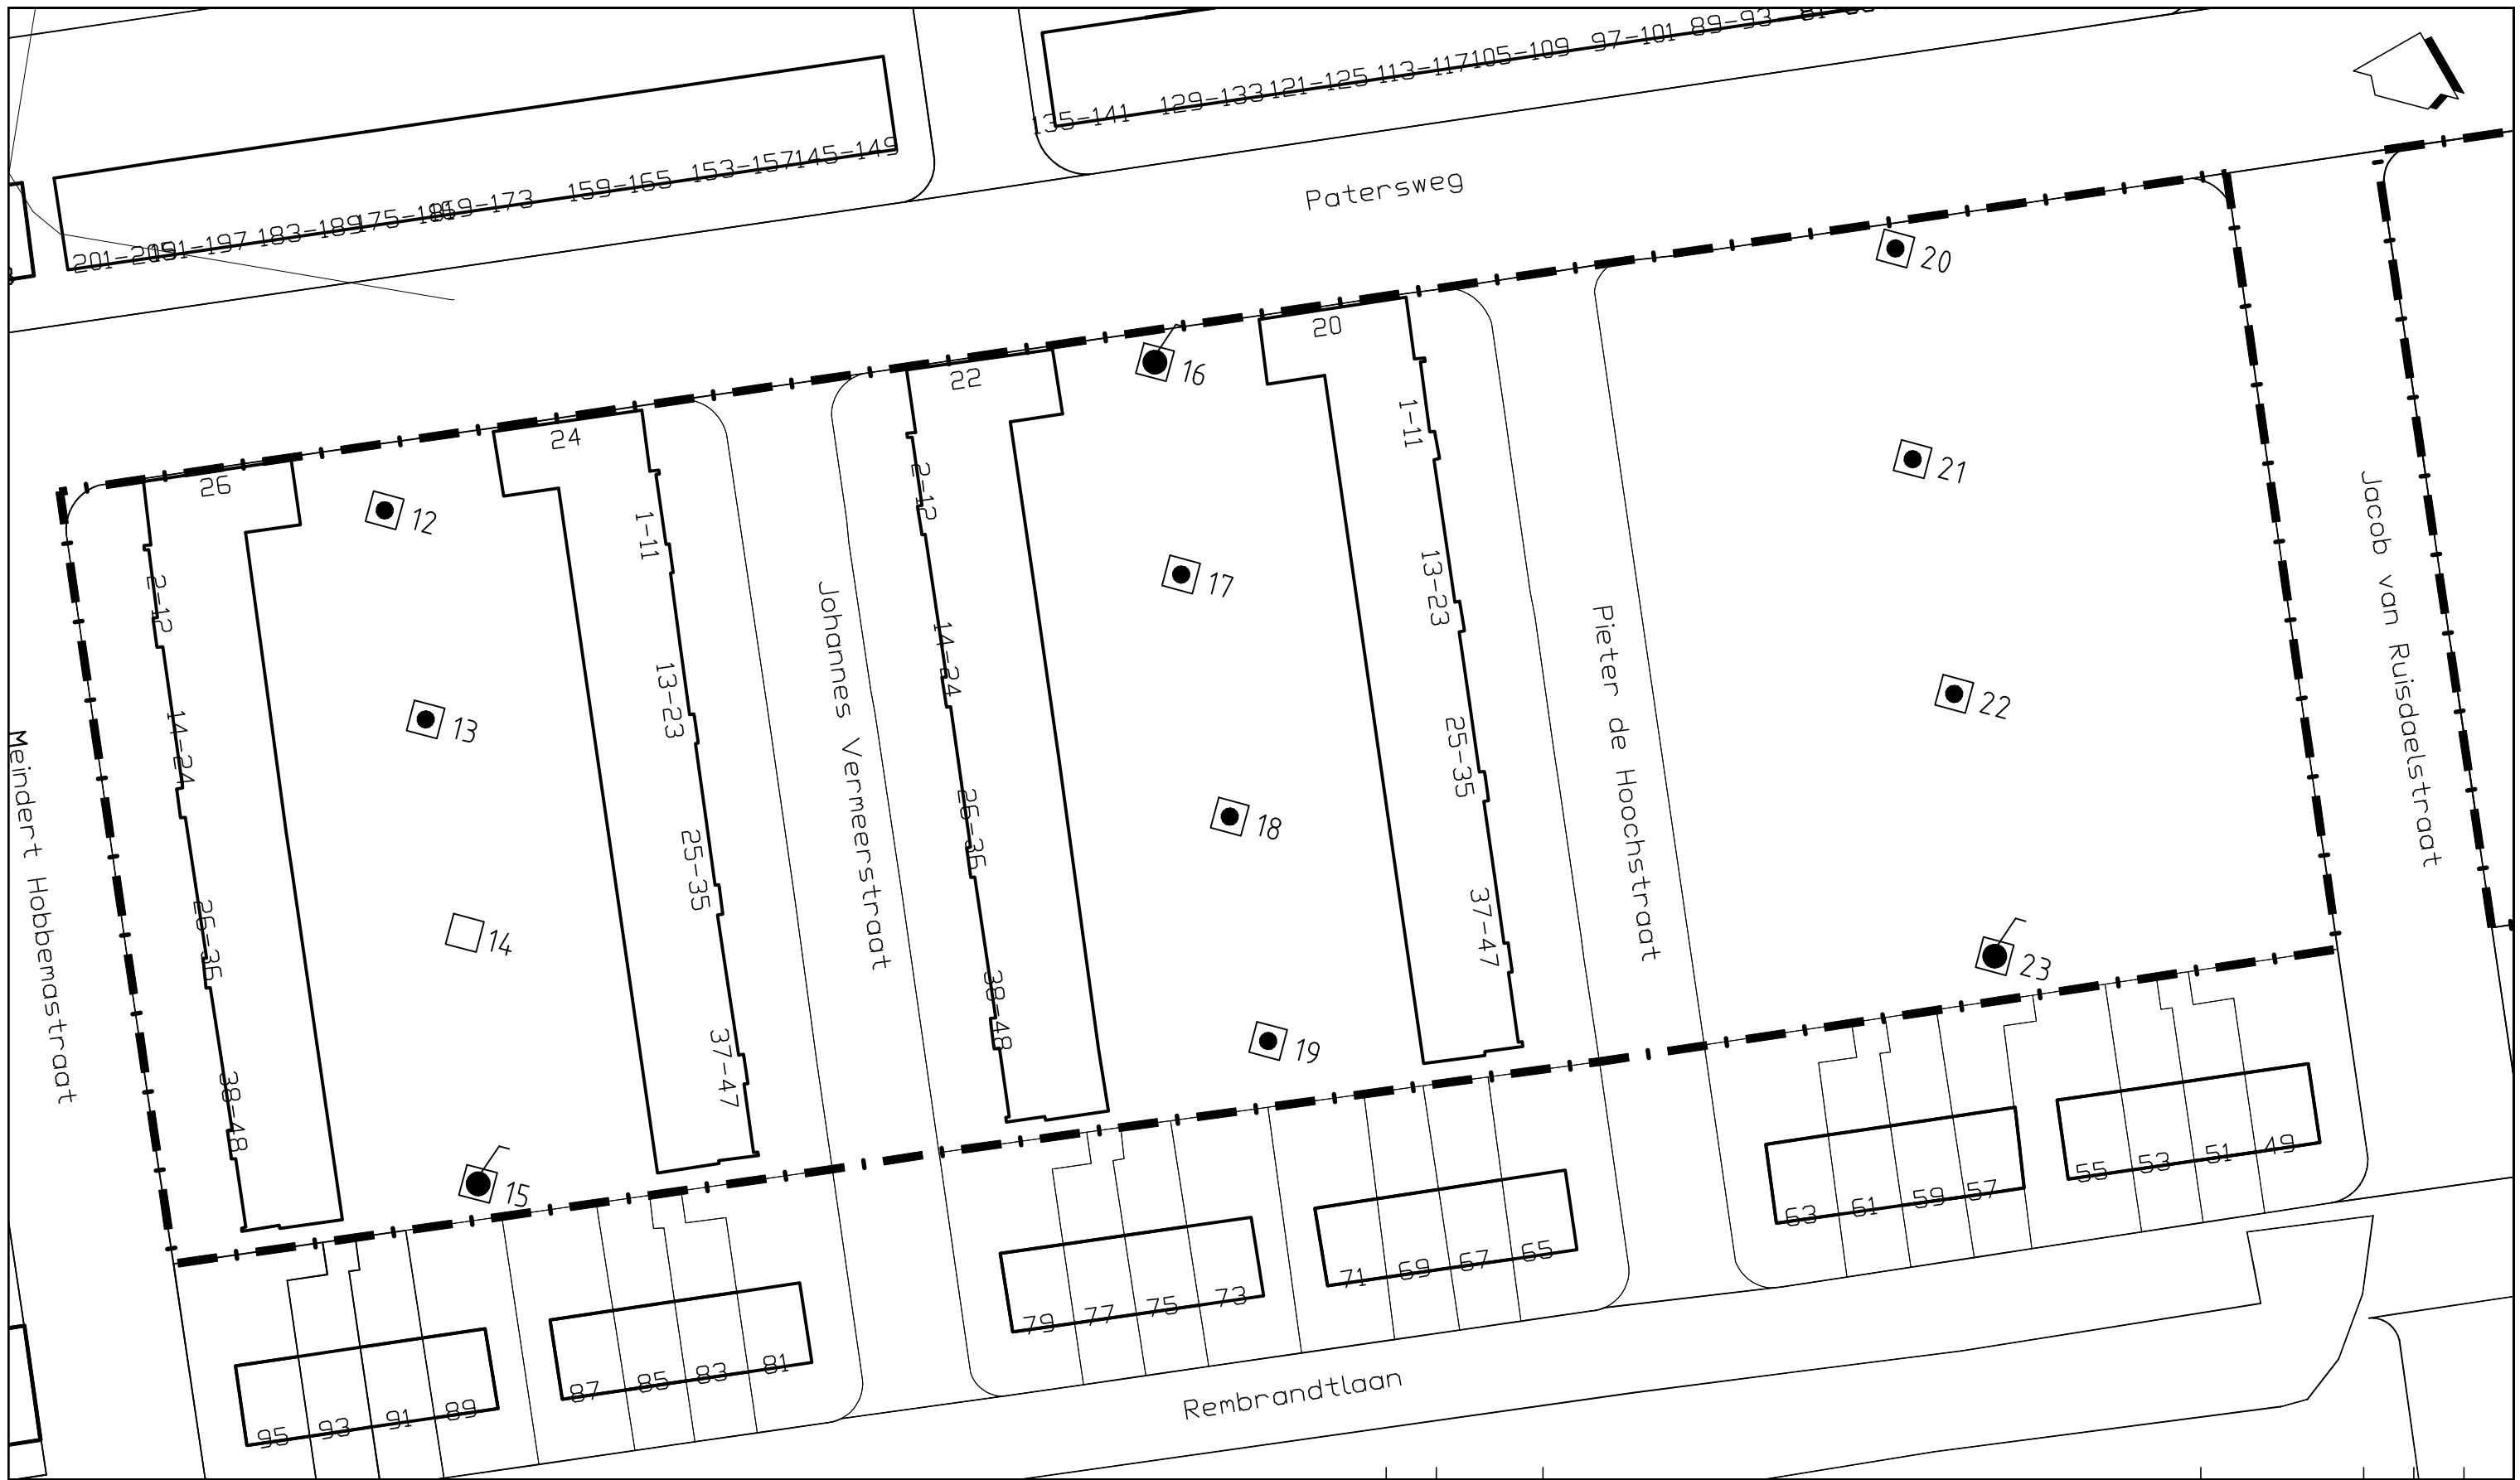 135-141 129-133 121-125 113-117 105-109 97-101 89-93
201-205 191-197 183-189 175-181 169-173 159-165 153-157 145-149
Patersweg
20
20
16
22
24
26
12
21
1-11
2-12
1-11
2-12
17
13-23
14-24
13-23
14-24
13
22
25-35
26-36
25-35
26-36
18
14
37-47
38-48
37-47
38-48
23
19
15
Meindert Hobbemastraat
Johannes Vermeerstraat
Pieter de Hoochstraat
Jacob van Ruisdaelstraat
63 61 59 57
55 53 51 49
79 77 75 73
71 69 67 65
95 93 91 89
87 85 83 81
Rembrandtlaan